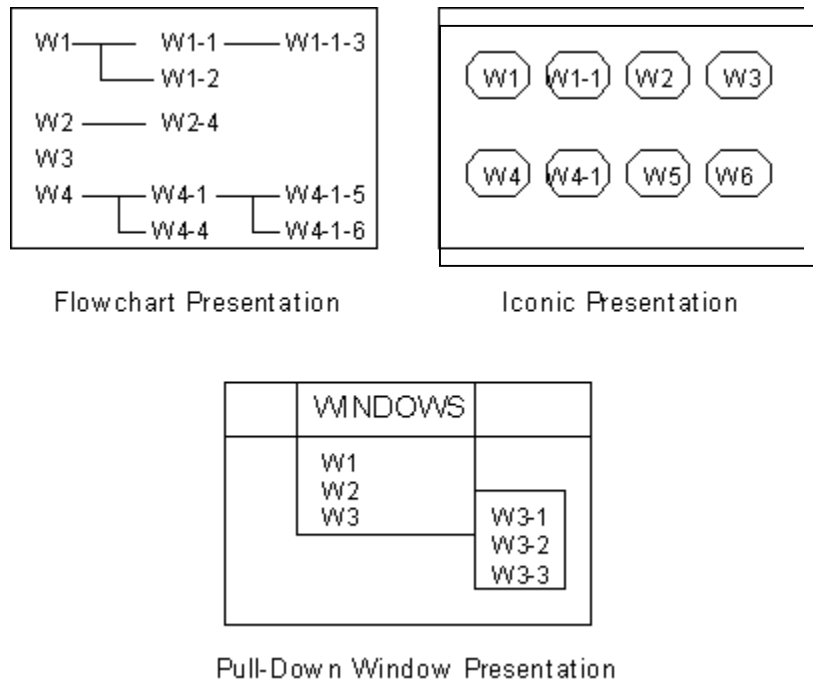 W1 W1-1 W1-1-3
W1-2
W2 W2-4
W3
W4 W4-1 W4-1-5
W4-4 W4-1-6
Flowchart Presentation
W1 W1-1 W2 W3
W4 W4-1 W5 W6
Iconic Presentation
WINDOWS
W1
W2
W3
W3-1
W3-2
W3-3
Pull-Down Window Presentation